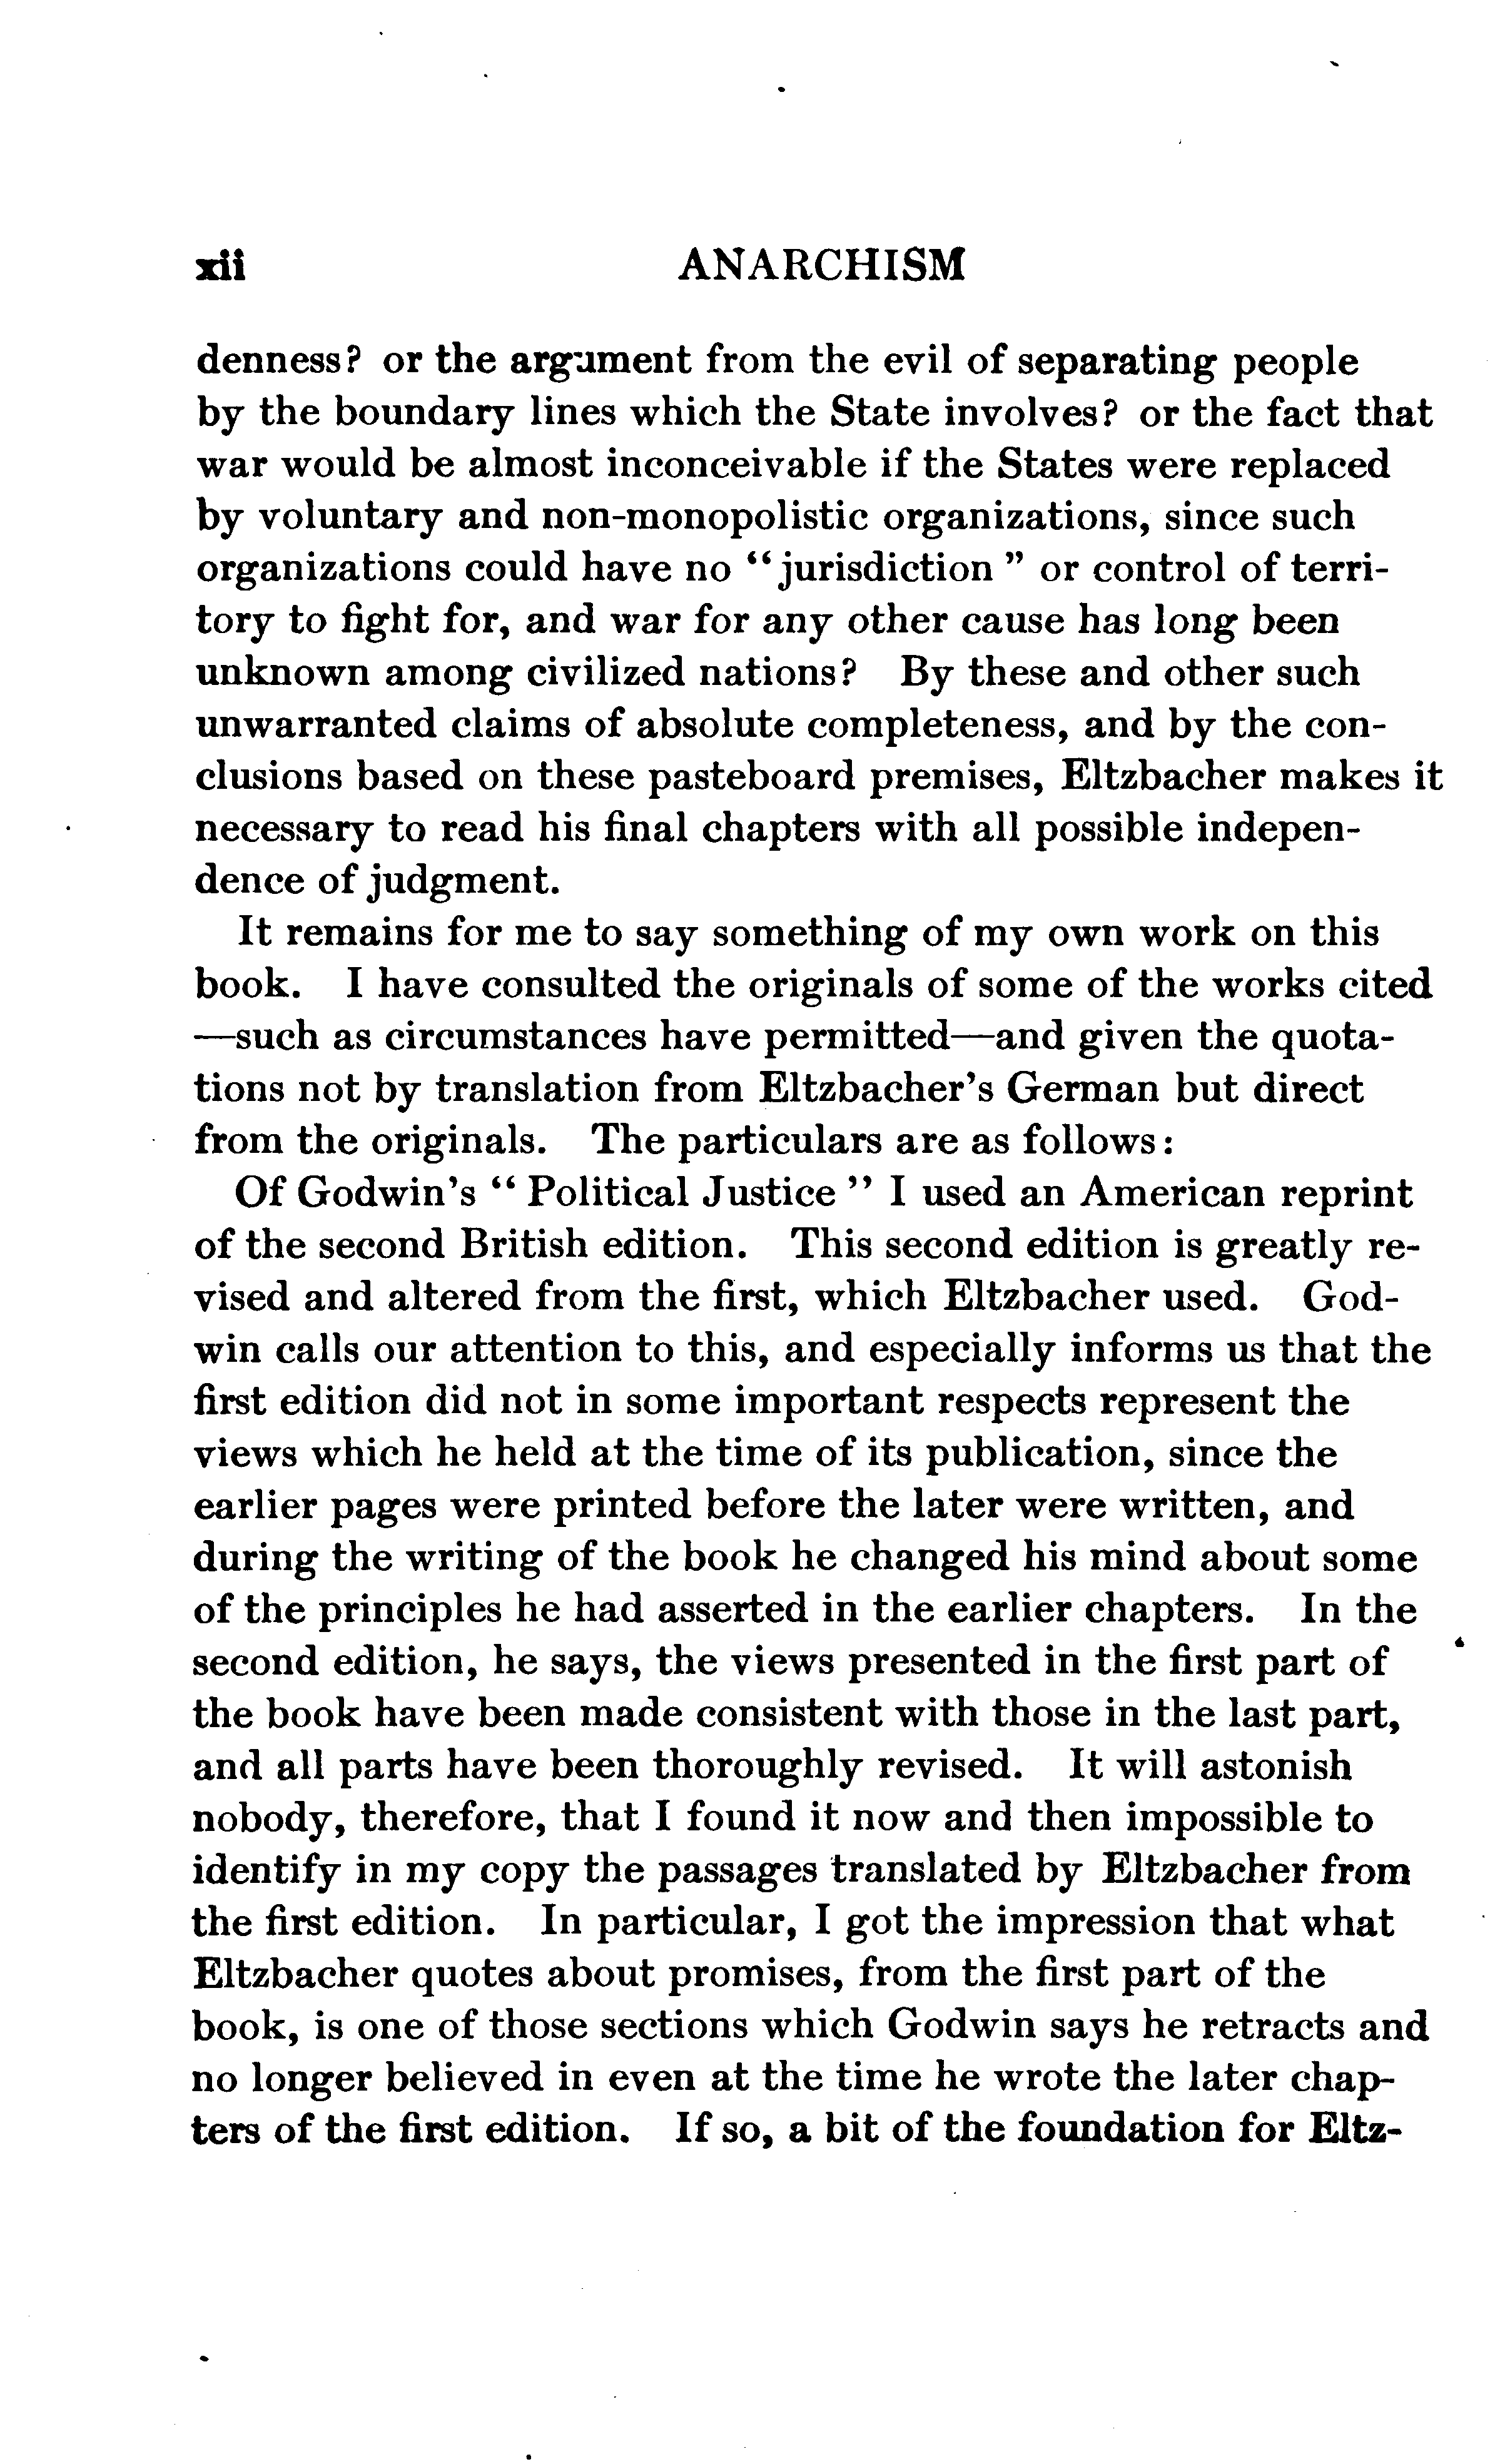 xii ANARCHISM
denness? or the argument from the evil of separating people
by the boundary lines which the State involves? or the fact that
war would be almost inconceivable if the States were replaced
by voluntary and non-monopolistic organizations, since such
organizations could have no “jurisdiction ” or control of terri-
tory to fight for, and war for any other cause has long been
unknown among civilized nations? By these and other such
unwarranted claims of absolute completeness, and by the con-
clusions based on these pasteboard premises, Eltzbacher makes it
necessary to read his final chapters with all possible indepen-
dence of judgment.
It remains for me to say something of my own work on this
book. I have consulted the originals of some of the works cited
—such as circumstances have permitted—and given the quota-
tions not by translation from Eltzbacher's German but direct
from the originals. The particulars are as follows:
Of Godwin's “ Political Justice ” I used an American reprint
of the second British edition. This second edition is greatly re-
vised and altered from the first, which Eltzbacher used. God-
win calls our attention to this, and especially informs us that the
first edition did not in some important respects represent the
views which he held at the time of its publication, since the
earlier pages were printed before the later were written, and
during the writing of the book he changed his mind about some
of the principles he had asserted in the earlier chapters. In the
second edition, he says, the views presented in the first part of
the book have been made consistent with those in the last part,
and all parts have been thoroughly revised. It will astonish
nobody, therefore, that I found it now and then impossible to
identify in my copy the passages translated by Eltzbacher from
the first edition. In particular, I got the impression that what
Eltzbacher quotes about promises, from the first part of the
book, is one of those sections which Godwin says he retracts and
no longer believed in even at the time he wrote the later chap-
ters of the first edition. If so, a bit of the foundation for Eltz-